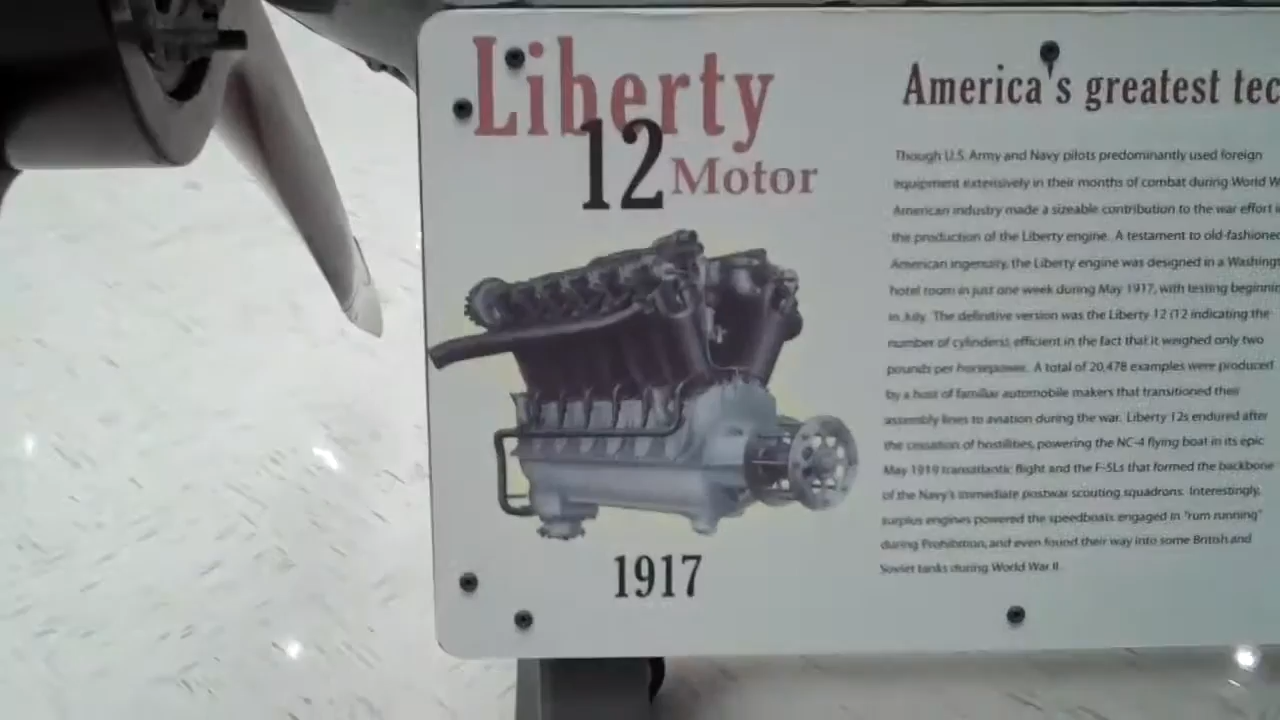 Liberty
12 Motor
1917
America's greatest tec
Though U.S. Army and Navy pilots predominantly used foreign
equipment extensively in their months of combat during World W
American industry made a sizeable contribution to the war effort i
the production of the Liberty engine. A testament to old-fashioned
American ingenuity, the Liberty engine was designed in a Washingt
hotel room in just one week during May 1917, with testing beginnin
in July. The definitive version was the Liberty 12 (12 indicating the
number of cylinders), efficient in the fact that it weighed only two
pounds per horsepower. A total of 20,478 examples were produced
by a host of familiar automobile makers that transitioned their
assembly lines to aviation during the war. Liberty 12s endured after
the cessation of hostilities, powering the NC-4 flying boat in its epic
May 1919 transatlantic flight and the F-5Ls that formed the backbone
of the Navy's immediate postwar scouting squadrons. Interestingly,
surplus engines powered the speedboats engaged in "rum running"
during Prohibition, and even found their way into some British and
Soviet tanks during World War II.